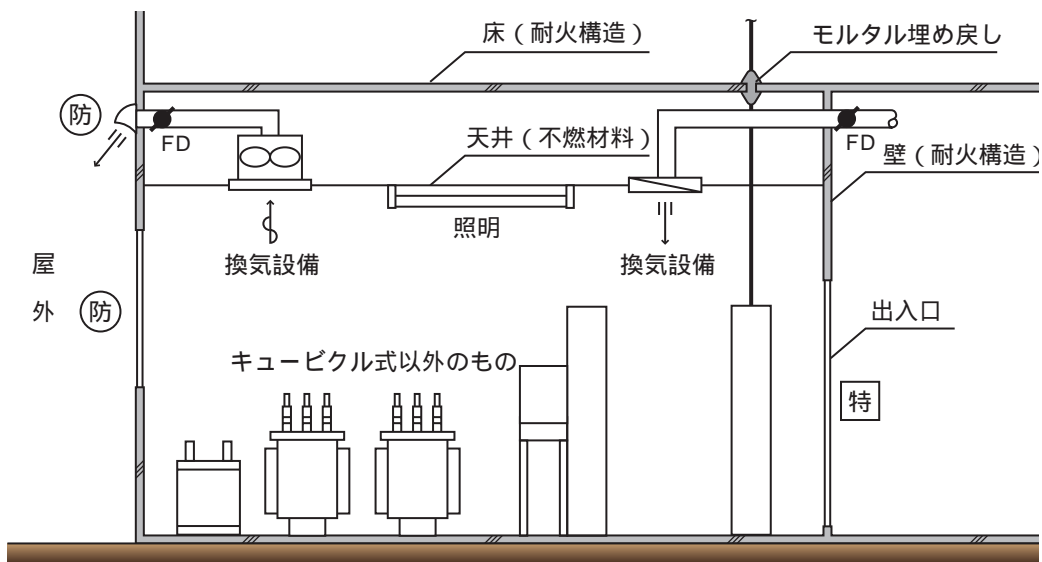 床（耐火構造）
モルタル埋め戻し
防
FD
天井（不燃材料）
FD
壁（耐火構造）
照明
換気設備
換気設備
屋外
防
出入口
キュービクル式以外のもの
特